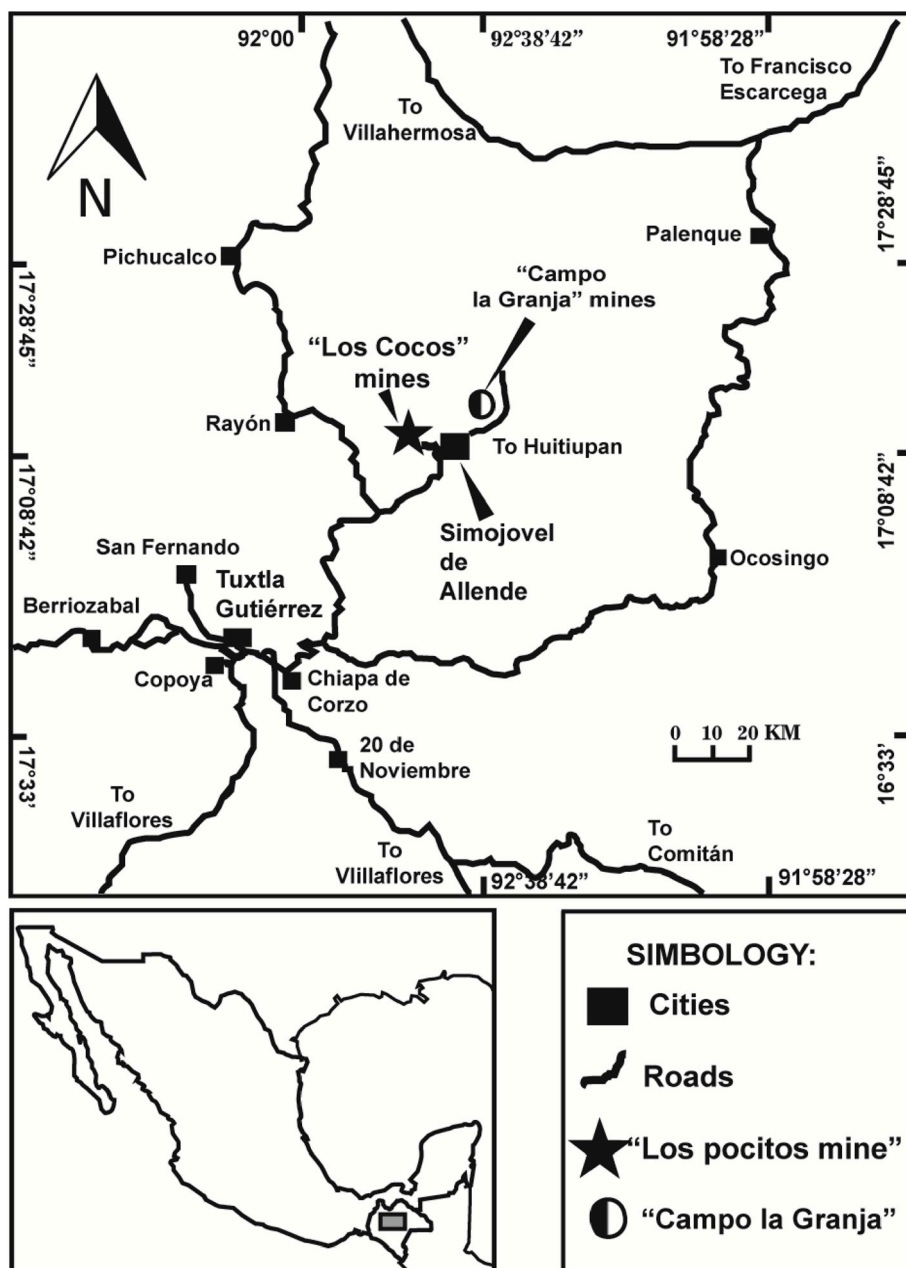 92°00
92°38'42”
91°58'28”
To Francisco
Escarcega
To
Villahermosa
N
17°28'45”
Palenque
Pichucalco
“Campo
la Granja” mines
17°28'45”
“Los Cocos”
mines
Rayón
To Huitiupan
17°08'42”
17°08'42”
Simojovel
de
Allende
San Fernando
Ocosingo
Tuxtla
Gutiérrez
Berriozabal
Copoya
Chiapa de
Corzo
0 10 20 KM
20 de
Noviembre
17°33'
16°33'
To
Villaflores
To
Vlillaflores
To
Comitán
92°38'42”
91°58'28”
SIMBOLOGY:
Cities
Roads
“Los pocitos mine”
“Campo la Granja”